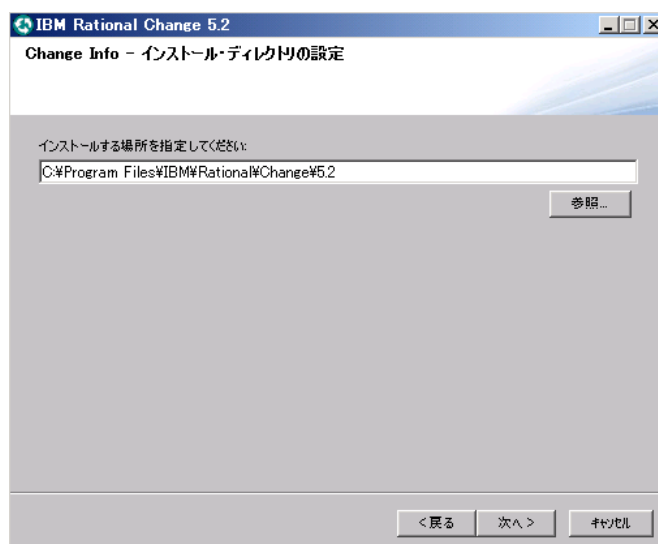 IBM Rational Change 5.2
Change Info - インストール・ディレクトリの設定
インストールする場所を指定してください:
C:¥Program Files¥IBM¥Rational¥Change¥5.2
参照...
<戻る
次へ>
キャンセル